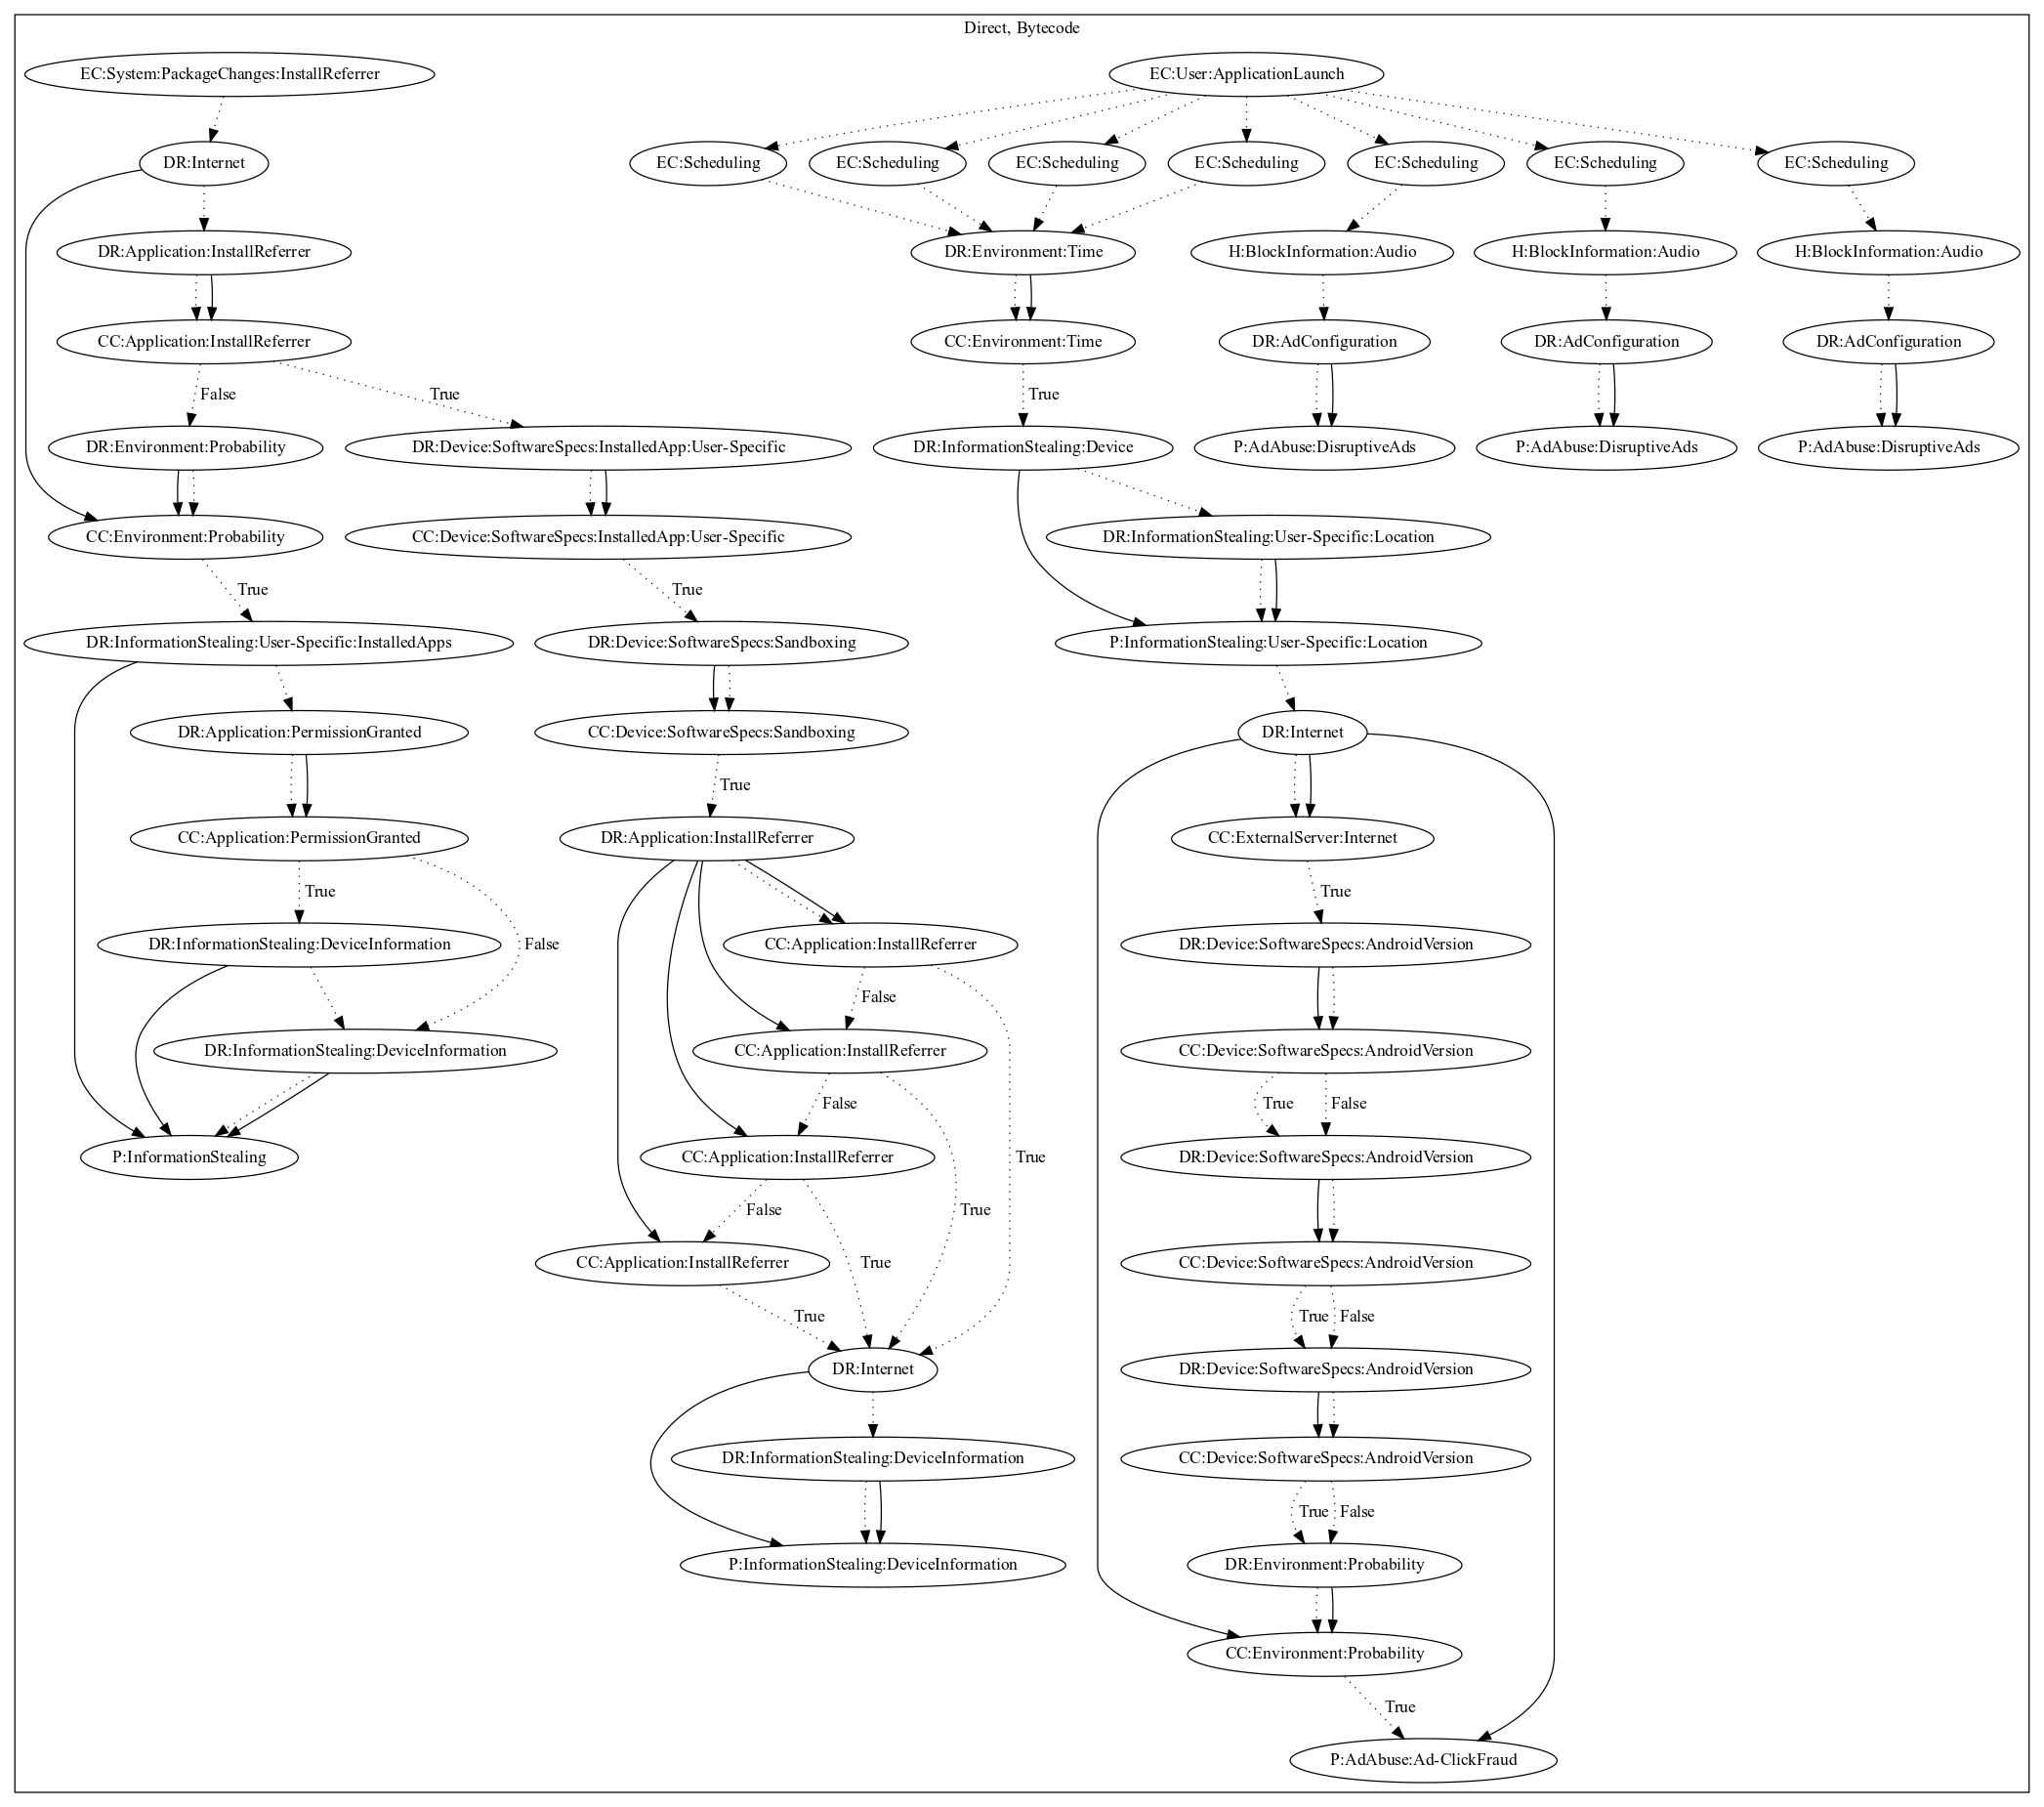 Direct, Bytecode
EC:System:PackageChanges:InstallReferrer
EC:User:ApplicationLaunch
DR:Internet
EC:Scheduling
EC:Scheduling
EC:Scheduling
EC:Scheduling
EC:Scheduling
EC:Scheduling
EC:Scheduling
DR:Application:InstallReferrer
DR:Environment:Time
H:BlockInformation:Audio
H:BlockInformation:Audio
H:BlockInformation:Audio
CC:Application:InstallReferrer
CC:Environment:Time
DR:AdConfiguration
DR:AdConfiguration
DR:AdConfiguration
False
True
True
DR:Environment:Probability
DR:Device:SoftwareSpecs:InstalledApp:User-Specific
DR:InformationStealing:Device
P:AdAbuse:DisruptiveAds
P:AdAbuse:DisruptiveAds
P:AdAbuse:DisruptiveAds
CC:Environment:Probability
CC:Device:SoftwareSpecs:InstalledApp:User-Specific
DR:InformationStealing:User-Specific:Location
True
True
DR:InformationStealing:User-Specific:InstalledApps
DR:Device:SoftwareSpecs:Sandboxing
P:InformationStealing:User-Specific:Location
DR:Application:PermissionGranted
CC:Device:SoftwareSpecs:Sandboxing
DR:Internet
True
CC:Application:PermissionGranted
DR:Application:InstallReferrer
CC:ExternalServer:Internet
True
True
DR:InformationStealing:DeviceInformation
False
CC:Application:InstallReferrer
DR:Device:SoftwareSpecs:AndroidVersion
False
DR:InformationStealing:DeviceInformation
CC:Application:InstallReferrer
CC:Device:SoftwareSpecs:AndroidVersion
False
True
False
P:InformationStealing
CC:Application:InstallReferrer
True
DR:Device:SoftwareSpecs:AndroidVersion
False
True
CC:Application:InstallReferrer
True
CC:Device:SoftwareSpecs:AndroidVersion
True
True
False
DR:Internet
DR:Device:SoftwareSpecs:AndroidVersion
DR:InformationStealing:DeviceInformation
CC:Device:SoftwareSpecs:AndroidVersion
True
False
P:InformationStealing:DeviceInformation
DR:Environment:Probability
CC:Environment:Probability
True
P:AdAbuse:Ad-ClickFraud